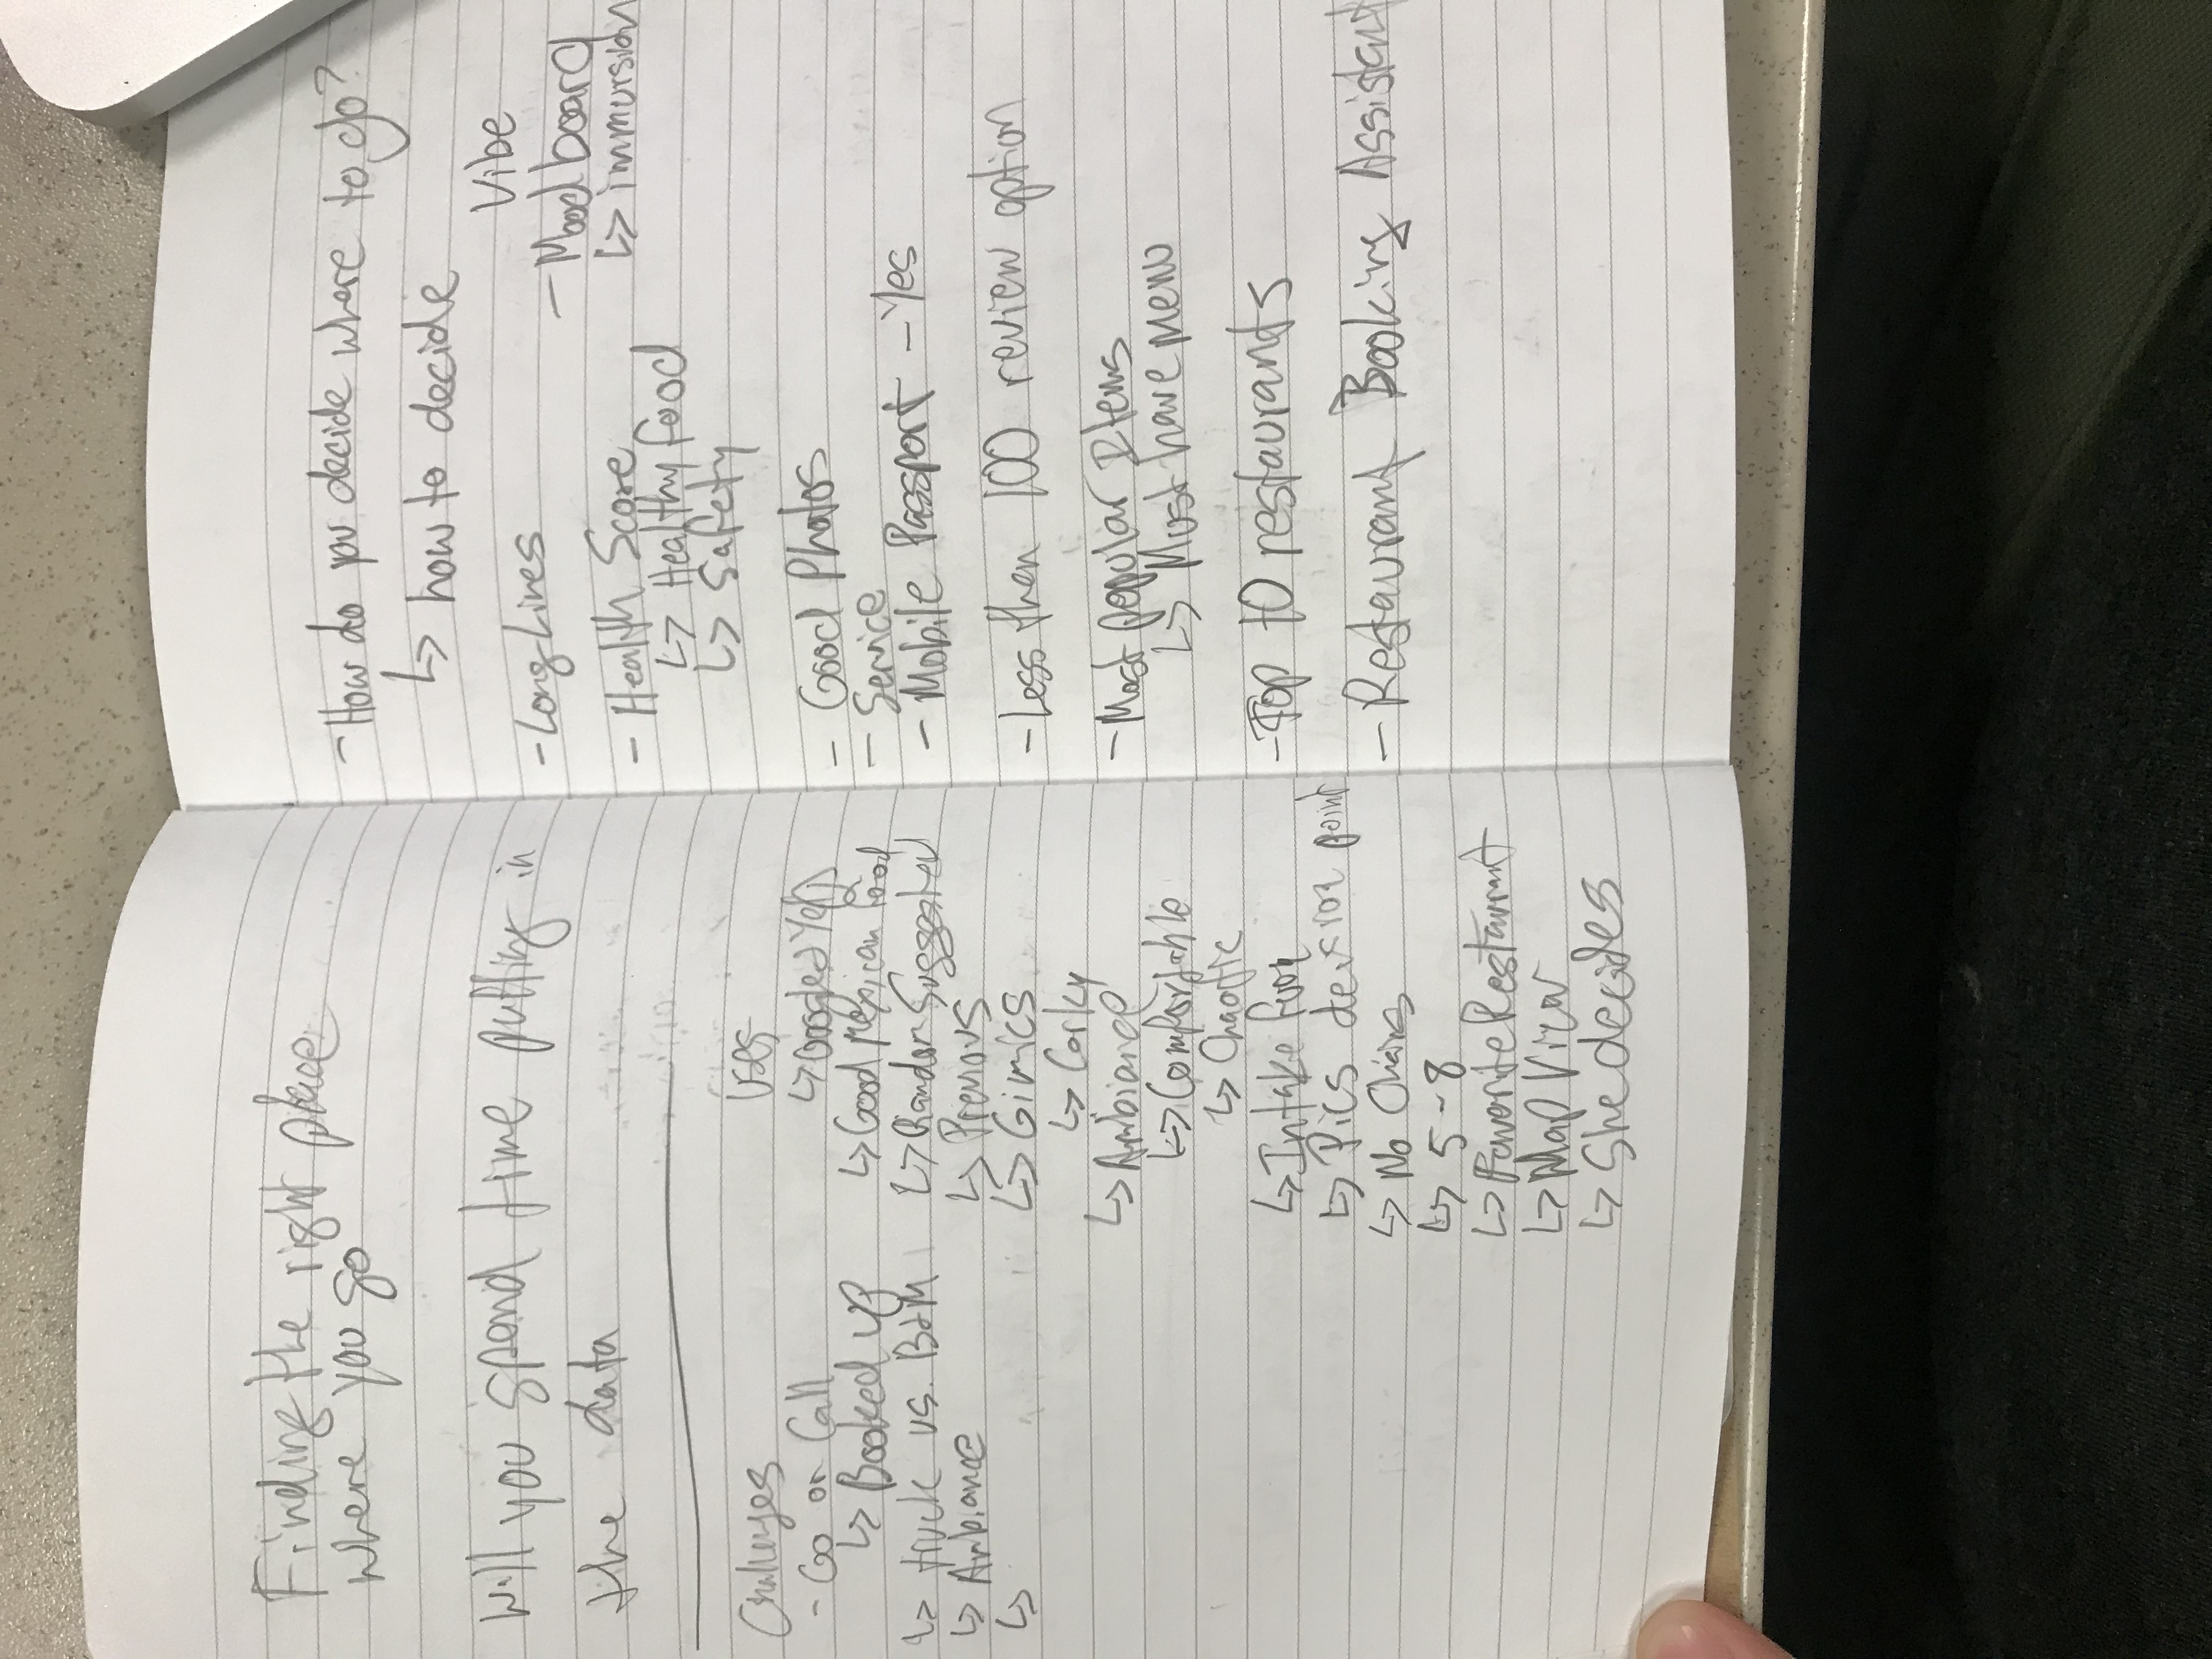 Finding the right place
where you go
Will you spend time putting in
the data
Challenges
- Go or Call
↳ Booked up
↳ truck vs. B&M
↳ Ambiance
↳
Uses
↳ Google & Yelp
↳ Good Mexican food
↳ Random Suggested
↳ Previous
↳ Gimics
↳ Corky
↳ Ambiance
↳ Comfortable
↳ Chaotic
↳ Intake
↳ Pics decision point
↳ No Chains
↳ 5-8
↳ Favorite Restaurant
↳ Map View
↳ She decides
- How do you decide where to go?
↳ how to decide
- Long Lines
Vibe
- Mood board
↳ immursion
- Health Score
↳ Healthy food
↳ Safety
- Good Photos
- Service
- Mobile Passport - Yes
- Less than 100 review option
- Most popular Items
↳ Must have menu
- Top 10 restaurants
- Restaurant Booking Assistant